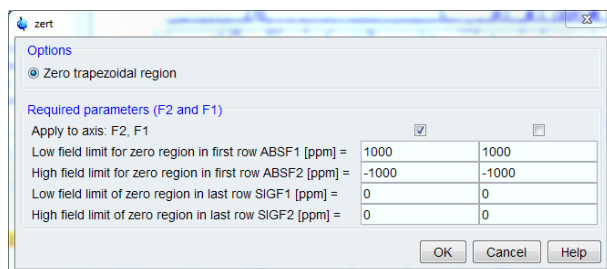 zert
Options
Zero trapezoidal region
Required parameters (F2 and F1)
Apply to axis: F2, F1
Low field limit for zero region in first row ABSF1 [ppm] = 1000 1000
High field limit for zero region in first row ABSF2 [ppm] = -1000 -1000
Low field limit of zero region in last row SIGF1 [ppm] = 0 0
High field limit of zero region in last row SIGF2 [ppm] = 0 0
OK Cancel Help